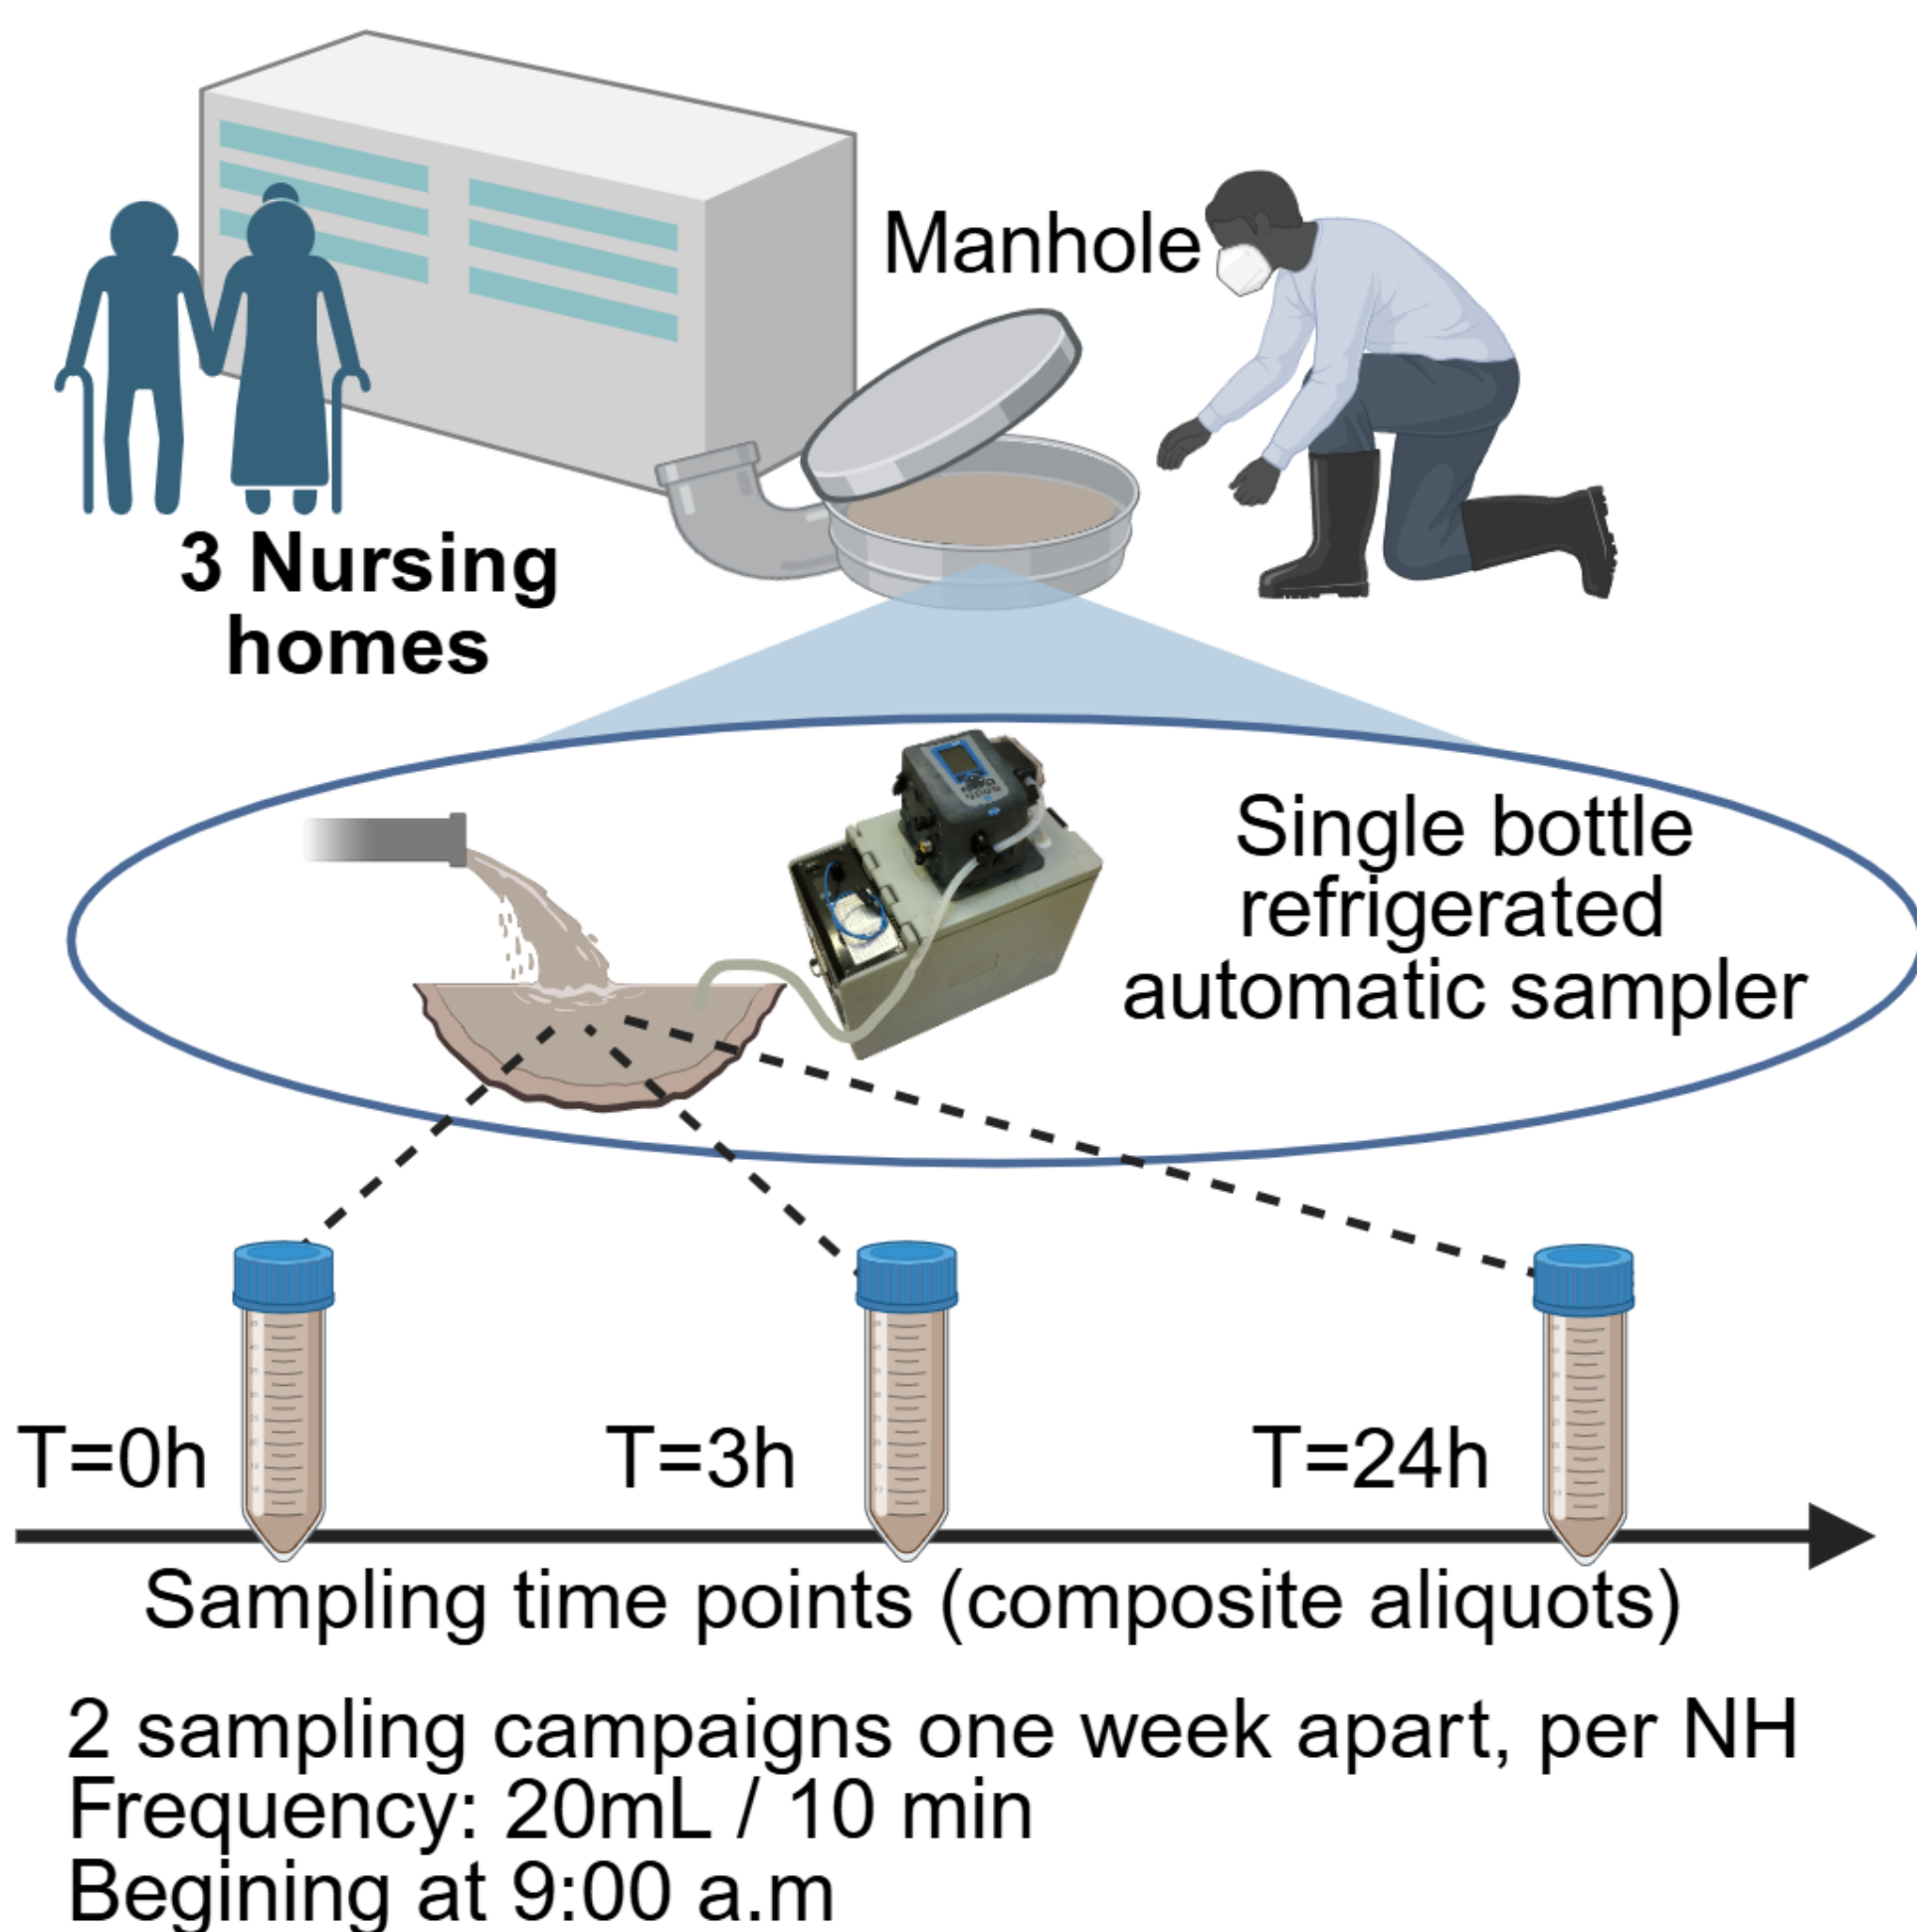 Manhole
3 Nursing
homes
Single bottle
refrigerated
automatic sampler
T=0h
T=3h
T=24h
Sampling time points (composite aliquots)
2 sampling campaigns one week apart, per NH
Frequency: 20mL / 10 min
Begining at 9:00 a.m